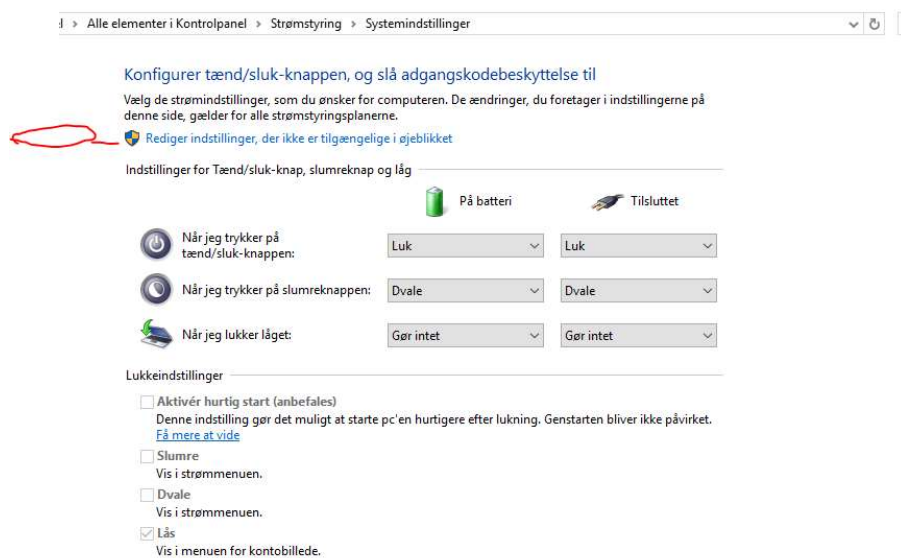 Alle elementer i Kontrolpanel > Strømstyring > Systemindstillinger
Konfigurer tænd/sluk-knappen, og slå adgangskodebeskyttelse til
Vælg de strømindstillinger, som du ønsker for computeren. De ændringer, du foretager i indstillingerne på
denne side, gælder for alle strømstyringsplanerne.
Rediger indstillinger, der ikke er tilgængelige i øjeblikket
Indstillinger for Tænd/sluk-knap, slumreknap og låg
På batteri Tilsluttet
Når jeg trykker på
tænd/sluk-knappen: Luk Luk
Når jeg trykker på slumreknappen: Dvale Dvale
Når jeg lukker låget: Gør intet Gør intet
Lukkeindstillinger
Aktivér hurtig start (anbefales)
Denne indstilling gør det muligt at starte pc'en hurtigere efter lukning. Genstarten bliver ikke påvirket.
Få mere at vide
Slumre
Vis i strømmenuen.
Dvale
Vis i strømmenuen.
Lås
Vis i menuen for kontobillede.